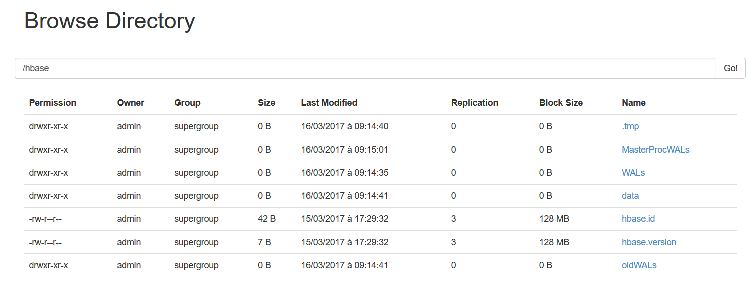 Browse Directory
/hbase Go!
Permission Owner Group Size Last Modified Replication Block Size Name
drwxr-xr-x admin supergroup 0 B 16/03/2017 à 09:14:40 0 0 B .tmp
drwxr-xr-x admin supergroup 0 B 16/03/2017 à 09:15:01 0 0 B MasterProcWALs
drwxr-xr-x admin supergroup 0 B 16/03/2017 à 09:14:35 0 0 B WALs
drwxr-xr-x admin supergroup 0 B 16/03/2017 à 09:14:41 0 0 B data
-rw-r--r-- admin supergroup 42 B 15/03/2017 à 17:29:32 3 128 MB hbase.id
-rw-r--r-- admin supergroup 7 B 15/03/2017 à 17:29:32 3 128 MB hbase.version
drwxr-xr-x admin supergroup 0 B 16/03/2017 à 09:14:41 0 0 B oldWALs